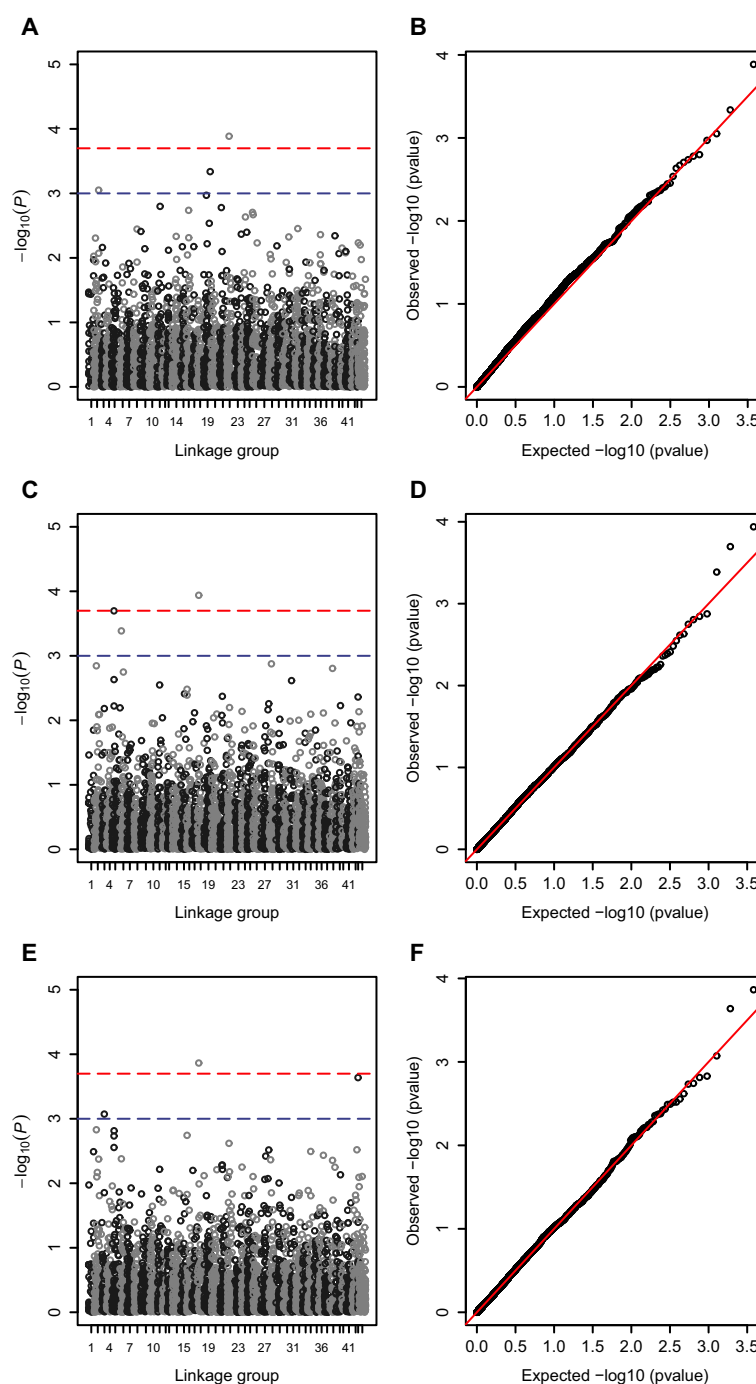 A
B
5
4
3
2
1
0
−log10(P)
1 4 7 10 14 19 23 27 31 36 41
Linkage group
4
3
2
1
0
Observed −log10 (pvalue)
0.0 0.5 1.0 1.5 2.0 2.5 3.0 3.5
Expected −log10 (pvalue)
C
D
5
4
3
2
1
0
−log10(P)
1 4 7 10 15 19 23 27 31 36 41
Linkage group
4
3
2
1
0
Observed −log10 (pvalue)
0.0 0.5 1.0 1.5 2.0 2.5 3.0 3.5
Expected −log10 (pvalue)
E
F
5
4
3
2
1
0
−log10(P)
1 4 7 10 15 19 23 27 31 36 41
Linkage group
4
3
2
1
0
Observed −log10 (pvalue)
0.0 0.5 1.0 1.5 2.0 2.5 3.0 3.5
Expected −log10 (pvalue)